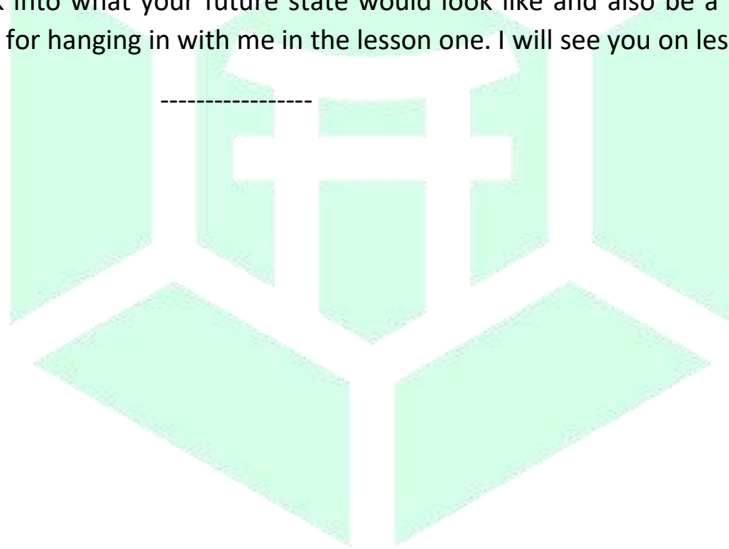 into what your future state would look like and also be a
for hanging in with me in the lesson one. I will see you on les
-----------------